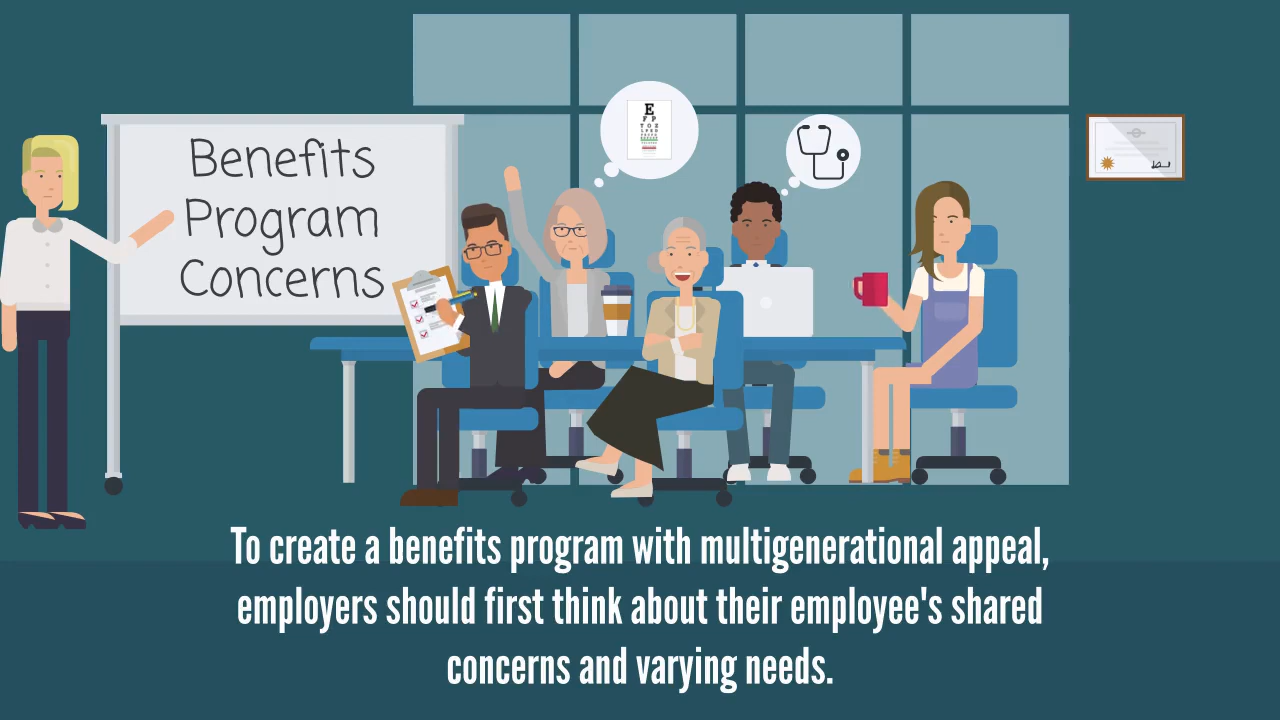 Benefits
Program
Concerns
E
F P
T O Z
To create a benefits program with multigenerational appeal,
employers should first think about their employee's shared
concerns and varying needs.